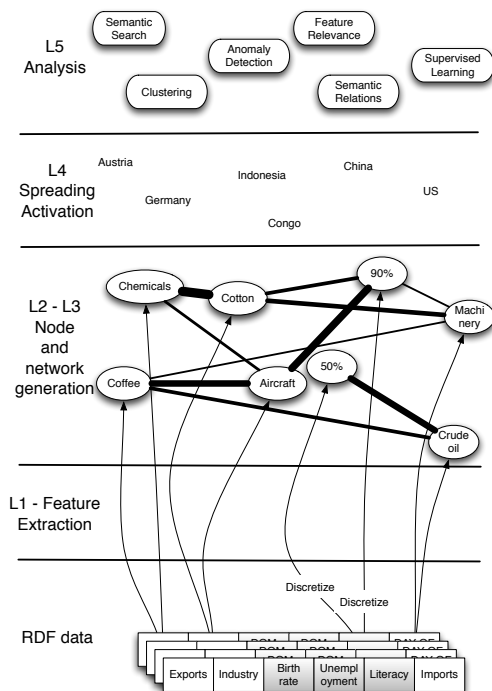 L5
Analysis
Semantic
Search
Feature
Relevance
Anomaly
Detection
Supervised
Learning
Clustering
Semantic
Relations
L4
Spreading
Activation
Austria
Indonesia
China
Germany
US
Congo
L2 - L3
Node
and
network
generation
Chemicals
Cotton
90%
Machi
nery
Coffee
Aircraft
50%
Crude
oil
L1 - Feature
Extraction
Discretize
Discretize
RDF data
Exports
Industry
Birth
rate
Unempl
oyment
Literacy
Imports